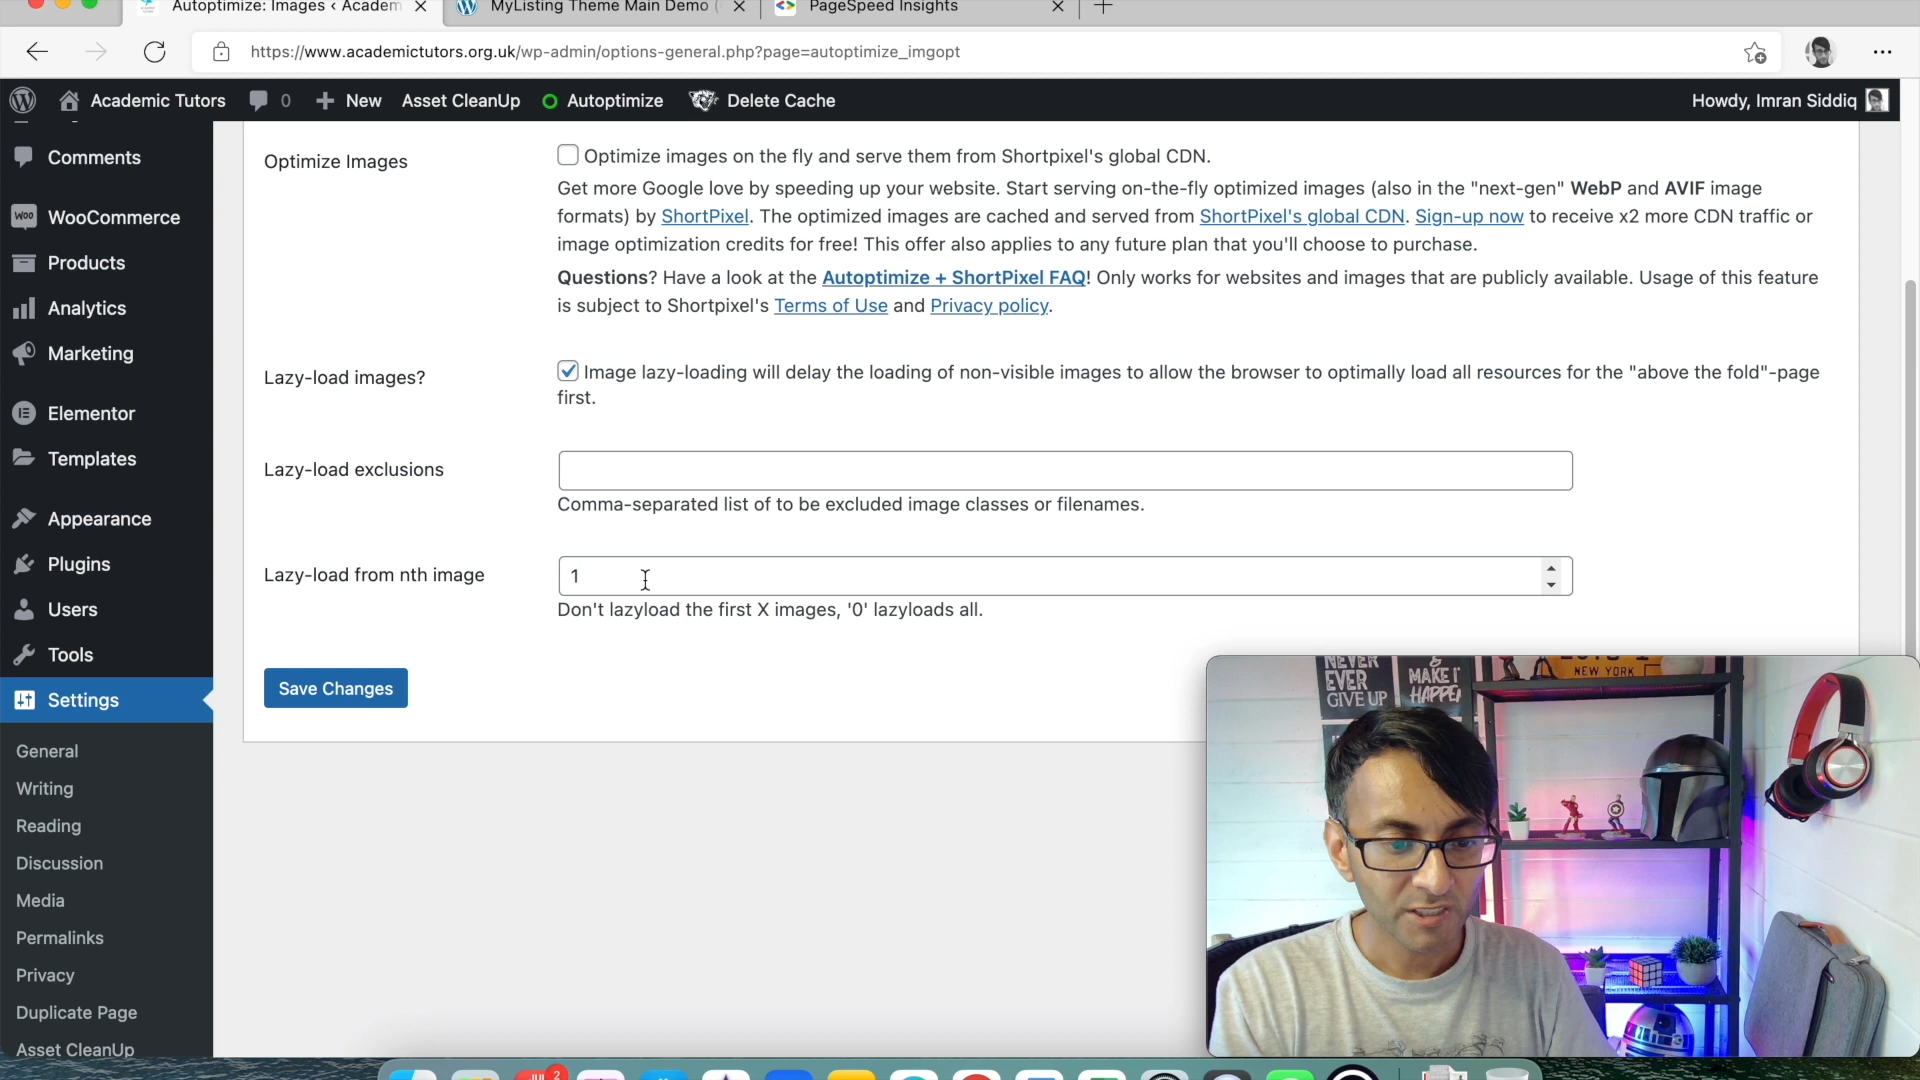 Autoptimize: Images ‹ Academ
MyListing Theme Main Demo (
PageSpeed Insights
https://www.academictutors.org.uk/wp-admin/options-general.php?page=autoptimize_imgopt
Academic Tutors 0 New Asset CleanUp Autoptimize Delete Cache
Howdy, Imran Siddiq
Comments
WooCommerce
Products
Analytics
Marketing
Elementor
Templates
Appearance
Plugins
Users
Tools
Settings
General
Writing
Reading
Discussion
Media
Permalinks
Privacy
Duplicate Page
Asset CleanUp
Optimize Images
Optimize images on the fly and serve them from Shortpixel's global CDN.
Get more Google love by speeding up your website. Start serving on-the-fly optimized images (also in the "next-gen" WebP and AVIF image
formats) by ShortPixel. The optimized images are cached and served from ShortPixel's global CDN. Sign-up now to receive x2 more CDN traffic or
image optimization credits for free! This offer also applies to any future plan that you'll choose to purchase.
Questions? Have a look at the Autoptimize + ShortPixel FAQ! Only works for websites and images that are publicly available. Usage of this feature
is subject to Shortpixel's Terms of Use and Privacy policy.
Lazy-load images?
Image lazy-loading will delay the loading of non-visible images to allow the browser to optimally load all resources for the "above the fold"-page
first.
Lazy-load exclusions
Comma-separated list of to be excluded image classes or filenames.
Lazy-load from nth image
1
Don't lazyload the first X images, '0' lazyloads all.
Save Changes
NEVER
EVER
GIVE UP
& MAKE IT
HAPPEN
NEW YORK
2